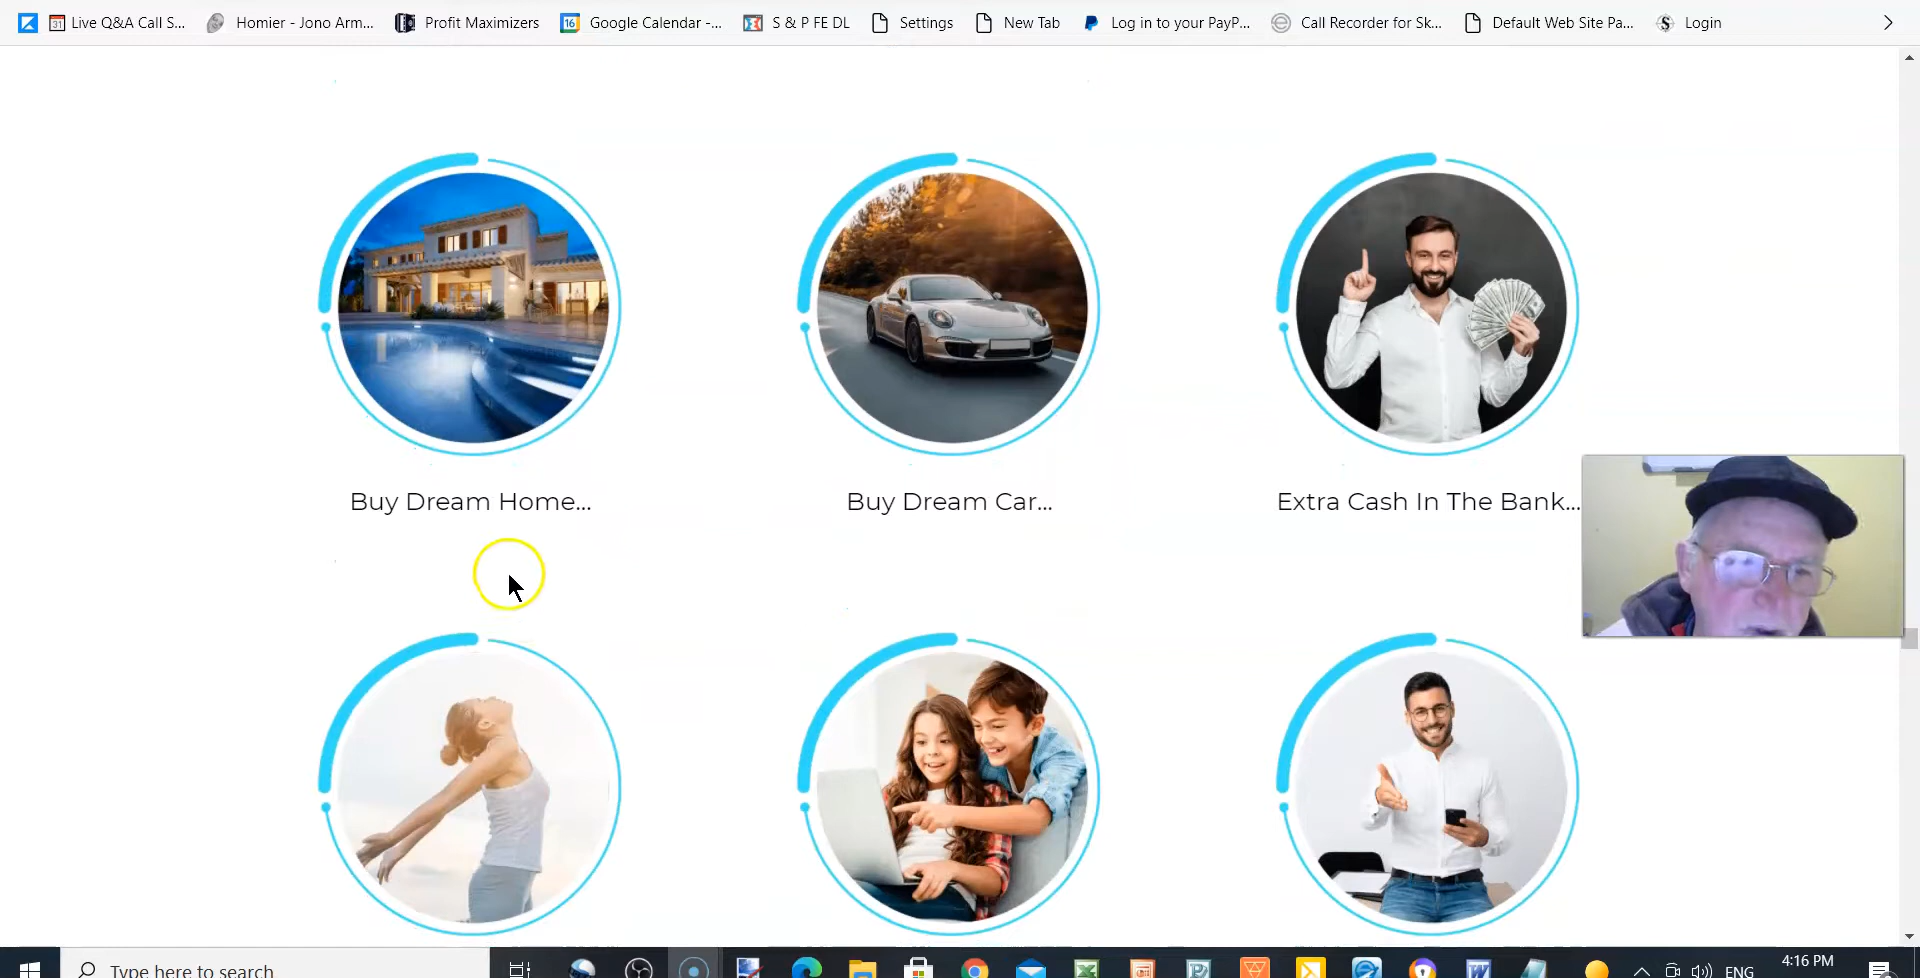 Live Q&A Call S... Homier - Jono Arm... Profit Maximizers Google Calendar -... S & P FE DL Settings New Tab Log in to your PayP... Call Recorder for Sk... Default Web Site Pa... Login
Buy Dream Home... Buy Dream Car... Extra Cash In The Bank...
Type here to search ENG 4:16 PM